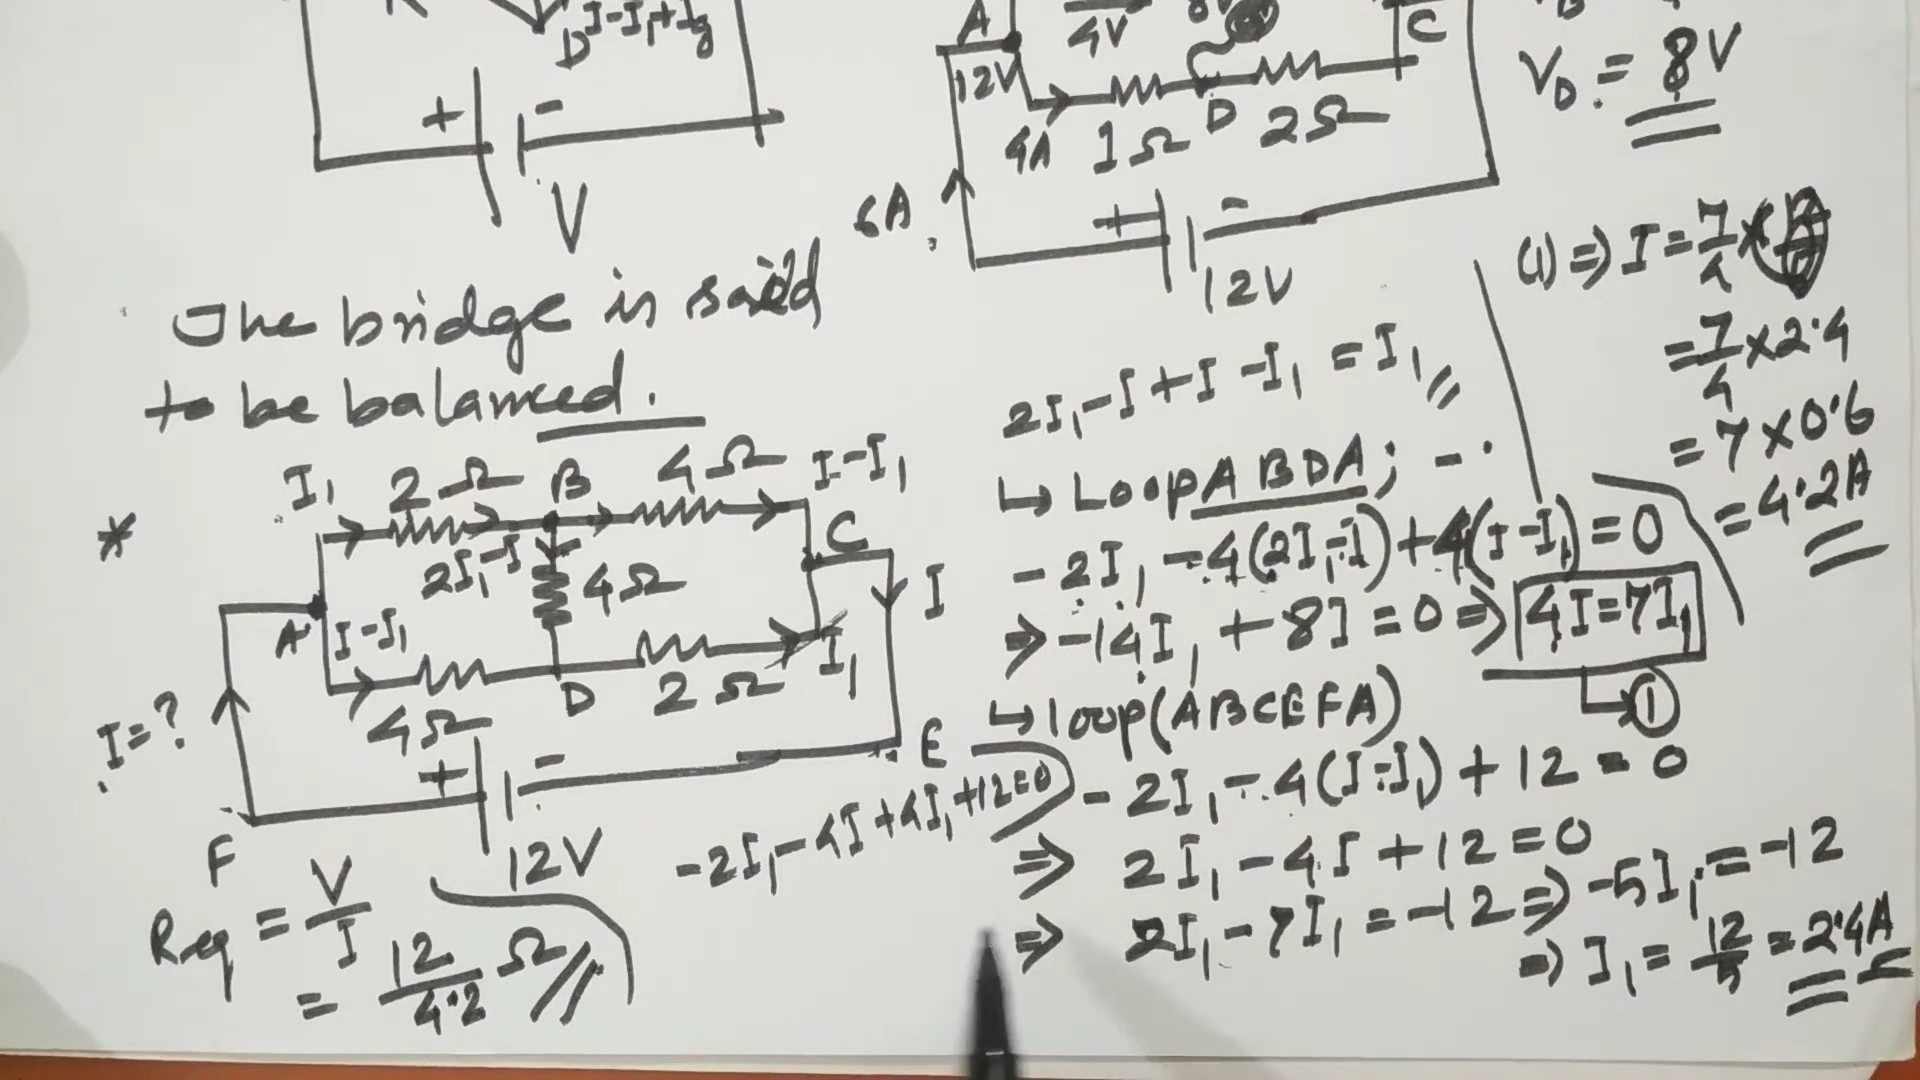 D I-I₁+Ig
+ -
V
A
12V
4V
C
4A 1Ω D 2Ω
6A
+ -
12V
V_D = 8V
The bridge is said
to be balanced.
*
I₁ 2Ω B 4Ω I-I₁
2I₁-I 4Ω C
A I-I₁ I
I=? 4Ω D 2Ω I₁
+ - E
F 12V
Req = V/I
= 12/4.2 Ω
2I₁-I+I-I₁ = I₁
↳ Loop ABDA; -
-2I₁-4(2I₁-I)+4(I-I₁)=0
⇒ -14I₁+8I=0 ⇒ 4I=7I₁
↳ ①
↳ loop(ABCEFA)
-2I₁-4(I-I₁)+12=0
-2I₁-4I+4I₁+12=0
⇒ 2I₁-4I+12=0
⇒ 2I₁-7I₁=-12 ⇒ -5I₁=-12
⇒ I₁=12/5=2.4A
(1)⇒ I=7/4×
=7/4×2.4
=7×0.6
=4.2A